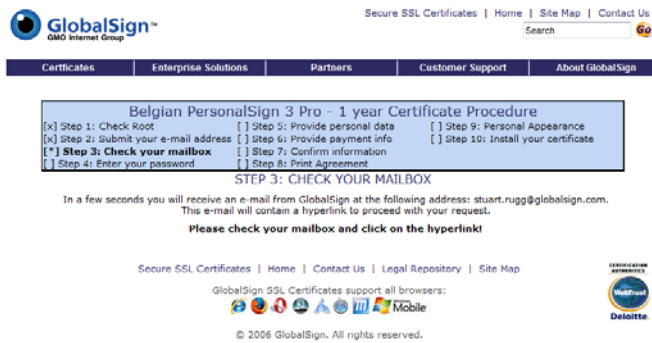 Secure SSL Certificates | Home | Site Map | Contact Us
GlobalSign™
GMO Internet Group
Search
Go
Certficates
Enterprise Solutions
Partners
Customer Support
About GlobalSign
Belgian PersonalSign 3 Pro - 1 year Certificate Procedure
[x] Step 1: Check Root
[x] Step 2: Submit your e-mail address
[*] Step 3: Check your mailbox
[ ] Step 4: Enter your password
[ ] Step 5: Provide personal data
[ ] Step 6: Provide payment info
[ ] Step 7: Confirm information
[ ] Step 8: Print Agreement
[ ] Step 9: Personal Appearance
[ ] Step 10: Install your certificate
STEP 3: CHECK YOUR MAILBOX
In a few seconds you will receive an e-mail from GlobalSign at the following address: stuart.rugg@globalsign.com.
This e-mail will contain a hyperlink to proceed with your request.
Please check your mailbox and click on the hyperlink!
Secure SSL Certificates | Home | Contact Us | Legal Repository | Site Map
GlobalSign SSL Certificates support all browsers:
Windows
Mobile
CERTIFICATION
AUTHORITIES
WebTrust
Deloitte.
© 2006 GlobalSign. All rights reserved.